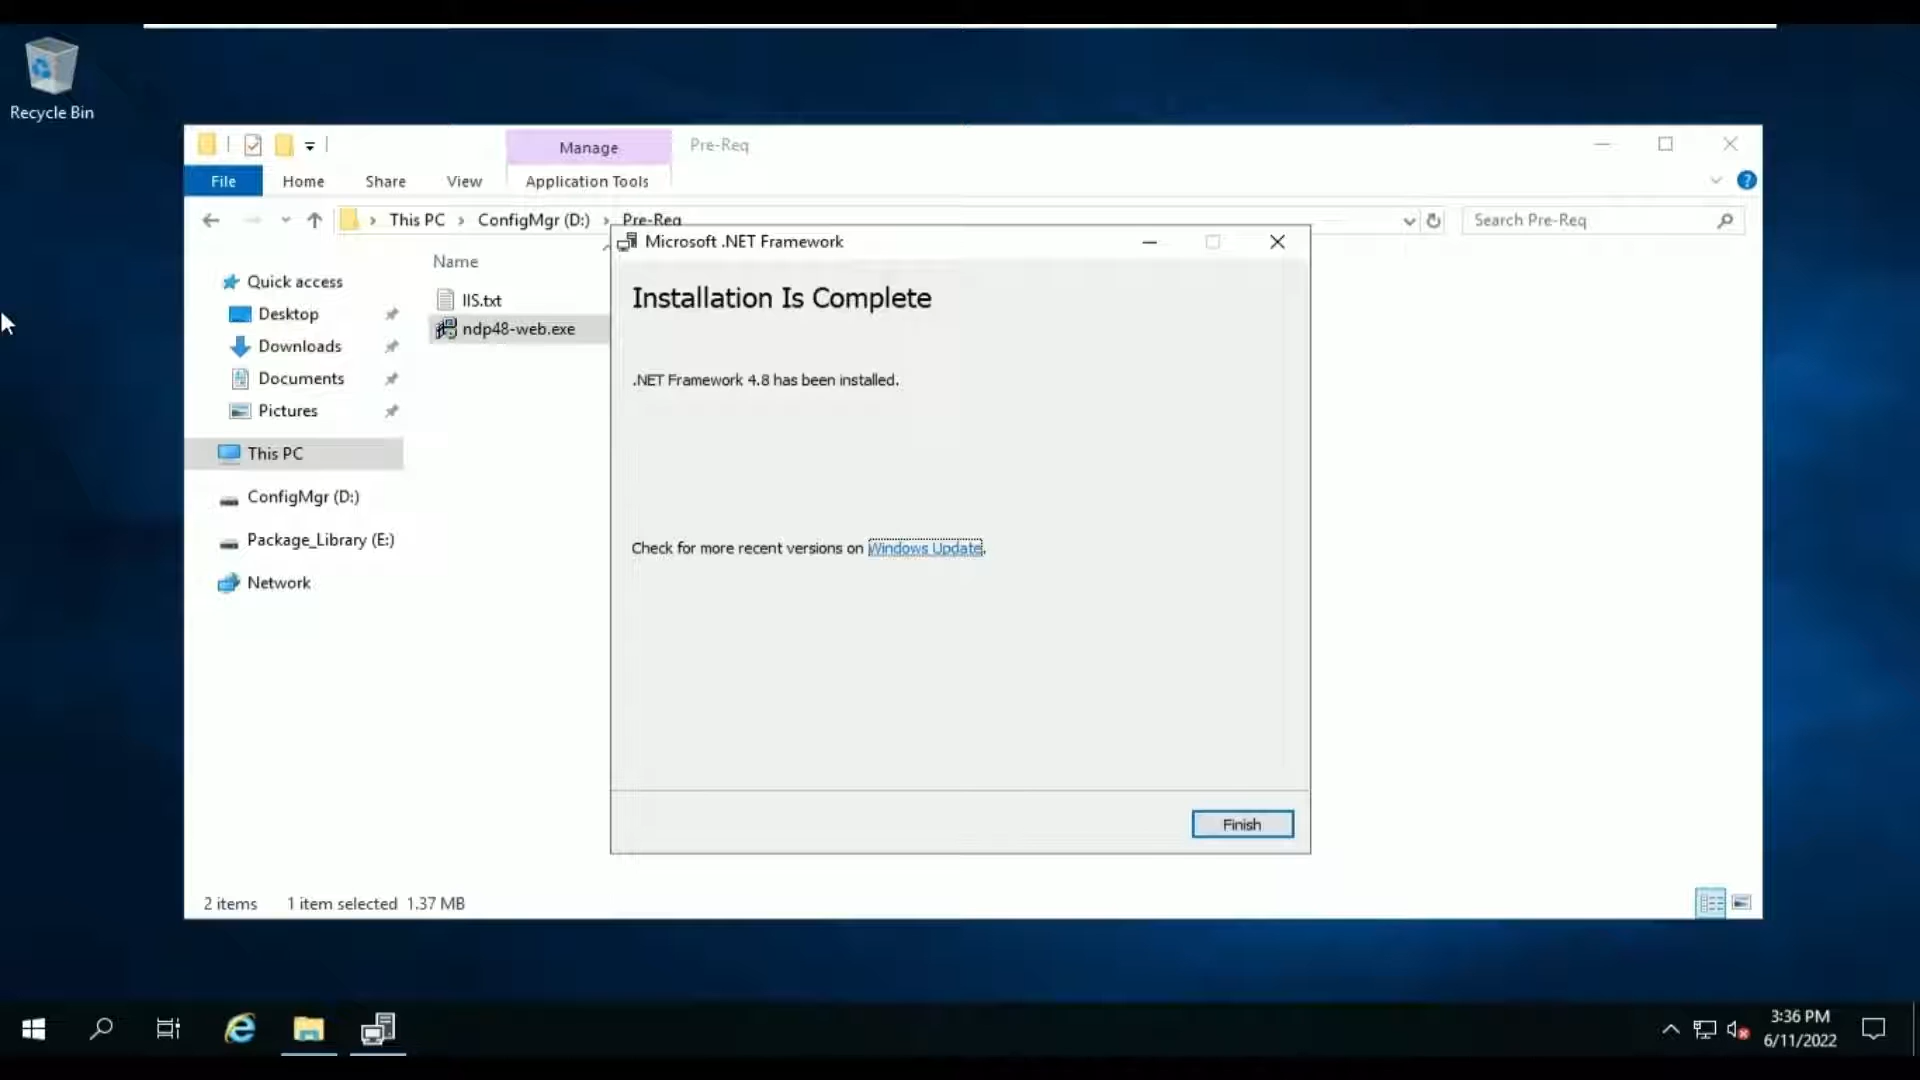 Recycle Bin
Manage
Pre-Req
File
Home
Share
View
Application Tools
This PC
ConfigMgr (D:)
Pre-Req
Search Pre-Req
Name
Quick access
Desktop
Downloads
Documents
Pictures
This PC
ConfigMgr (D:)
Package_Library (E:)
Network
IIS.txt
ndp48-web.exe
Microsoft .NET Framework
Installation Is Complete
.NET Framework 4.8 has been installed.
Check for more recent versions on Windows Update.
Finish
2 items
1 item selected 1.37 MB
3:36 PM
6/11/2022